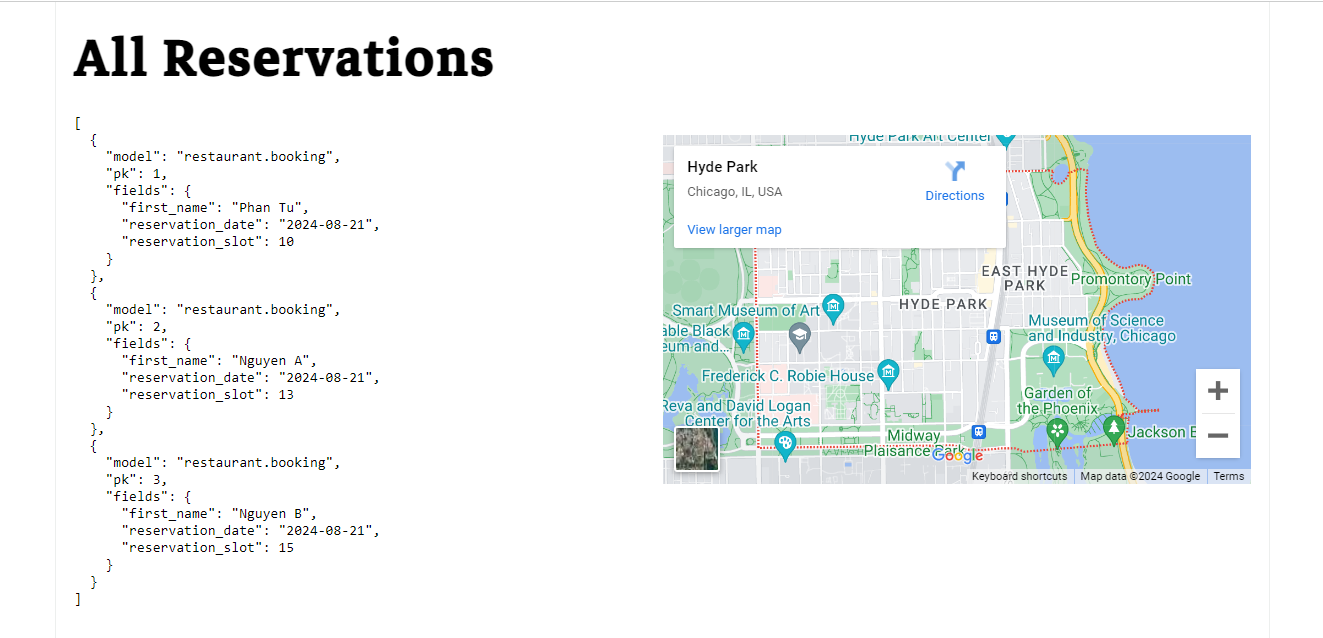 All Reservations
[
  {
    "model": "restaurant.booking",
    "pk": 1,
    "fields": {
      "first_name": "Phan Tu",
      "reservation_date": "2024-08-21",
      "reservation_slot": 10
    }
  },
  {
    "model": "restaurant.booking",
    "pk": 2,
    "fields": {
      "first_name": "Nguyen A",
      "reservation_date": "2024-08-21",
      "reservation_slot": 13
    }
  },
  {
    "model": "restaurant.booking",
    "pk": 3,
    "fields": {
      "first_name": "Nguyen B",
      "reservation_date": "2024-08-21",
      "reservation_slot": 15
    }
  }
]
Hyde Park Art Center
Hyde Park
Chicago, IL, USA
Directions
View larger map
EAST HYDE
PARK
Promontory Point
HYDE PARK
Smart Museum of Art
able Black
eum and...
Museum of Science
and Industry, Chicago
Frederick C. Robie House
Garden of
the Phoenix
Reva and David Logan
Center for the Arts
Midway
Plaisance Park
Jackson
Google
Keyboard shortcuts
Map data ©2024 Google
Terms